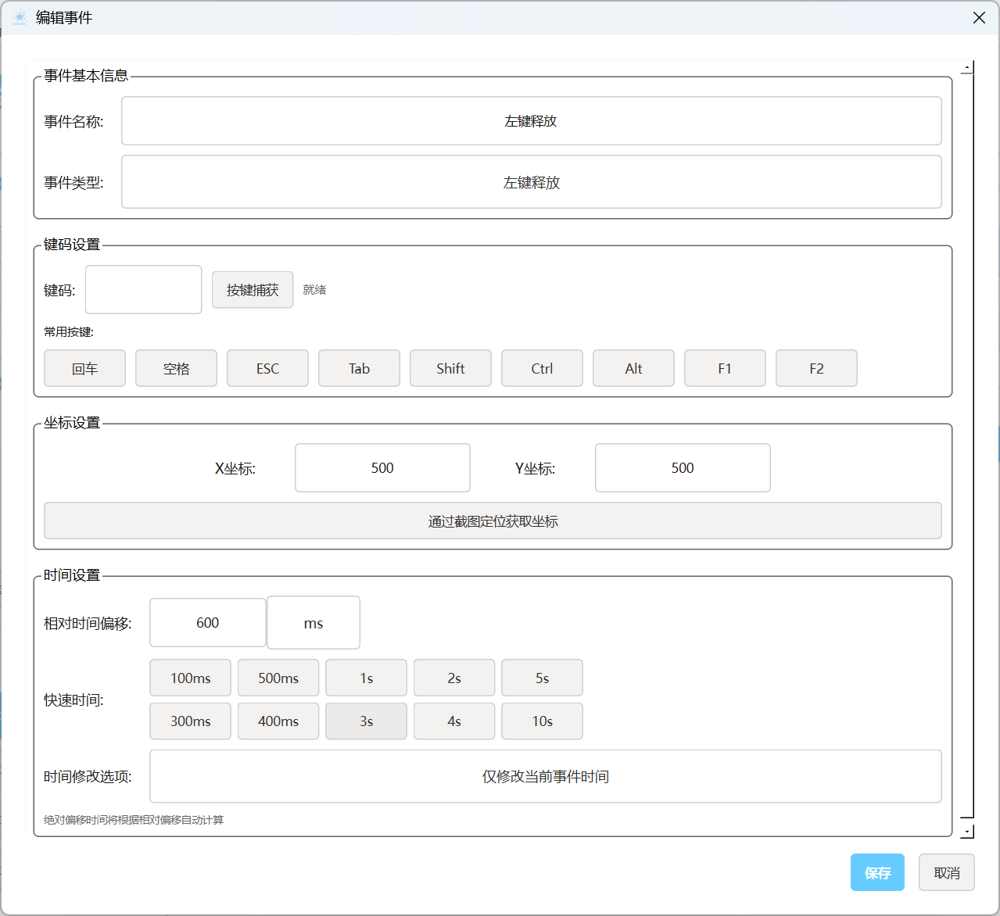 编辑事件
事件基本信息
事件名称: 左键释放
事件类型: 左键释放
键码设置
键码: 按键捕获 就绪
常用按键:
回车 空格 ESC Tab Shift Ctrl Alt F1 F2
坐标设置
X坐标: 500 Y坐标: 500
通过截图定位获取坐标
时间设置
相对时间偏移: 600 ms
快速时间:
100ms 500ms 1s 2s 5s
300ms 400ms 3s 4s 10s
时间修改选项: 仅修改当前事件时间
绝对偏移时间将根据相对偏移自动计算
保存 取消